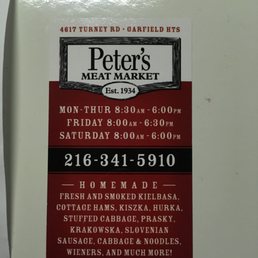 4617 TURNEY RD • GARFIELD HTS
Peter's
MEAT MARKET
Est. 1934
MON-THUR 8:30AM - 6:00PM
FRIDAY 8:00AM - 6:30PM
SATURDAY 8:00AM - 6:00PM
216-341-5910
— HOMEMADE —
FRESH AND SMOKED KIELBASA,
COTTAGE HAMS, KISZKA, HURKA,
STUFFED CABBAGE, PRASKY,
KRAKOWSKA, SLOVENIAN
SAUSAGE, CABBAGE & NOODLES,
WIENERS, AND MUCH MORE!